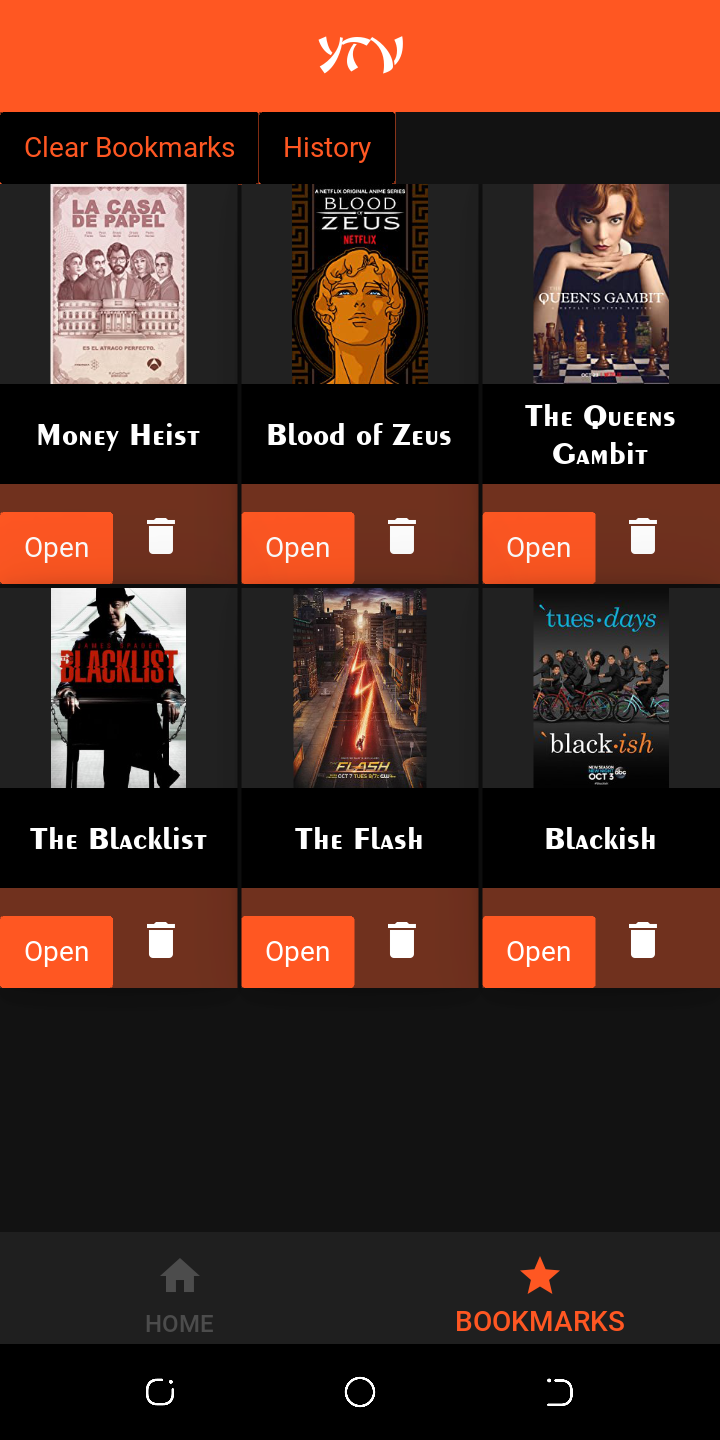 YTV
Clear Bookmarks
History
LA CASA
DE PAPEL
ES EL ATRACO PERFECTO.
A NETFLIX ORIGINAL ANIME SERIES
BLOOD
OF
ZEUS
NETFLIX
THE
QUEEN'S GAMBIT
Money Heist
Blood of Zeus
The Queens
Gambit
Open
Open
Open
JAMES SPADER
THE
BLACKLIST
FLASH
OCT 7 TUES 8/7c CW
`tues·days
`black·ish
NEW SEASON
OCT 3
abc
The Blacklist
The Flash
Blackish
Open
Open
Open
HOME
BOOKMARKS